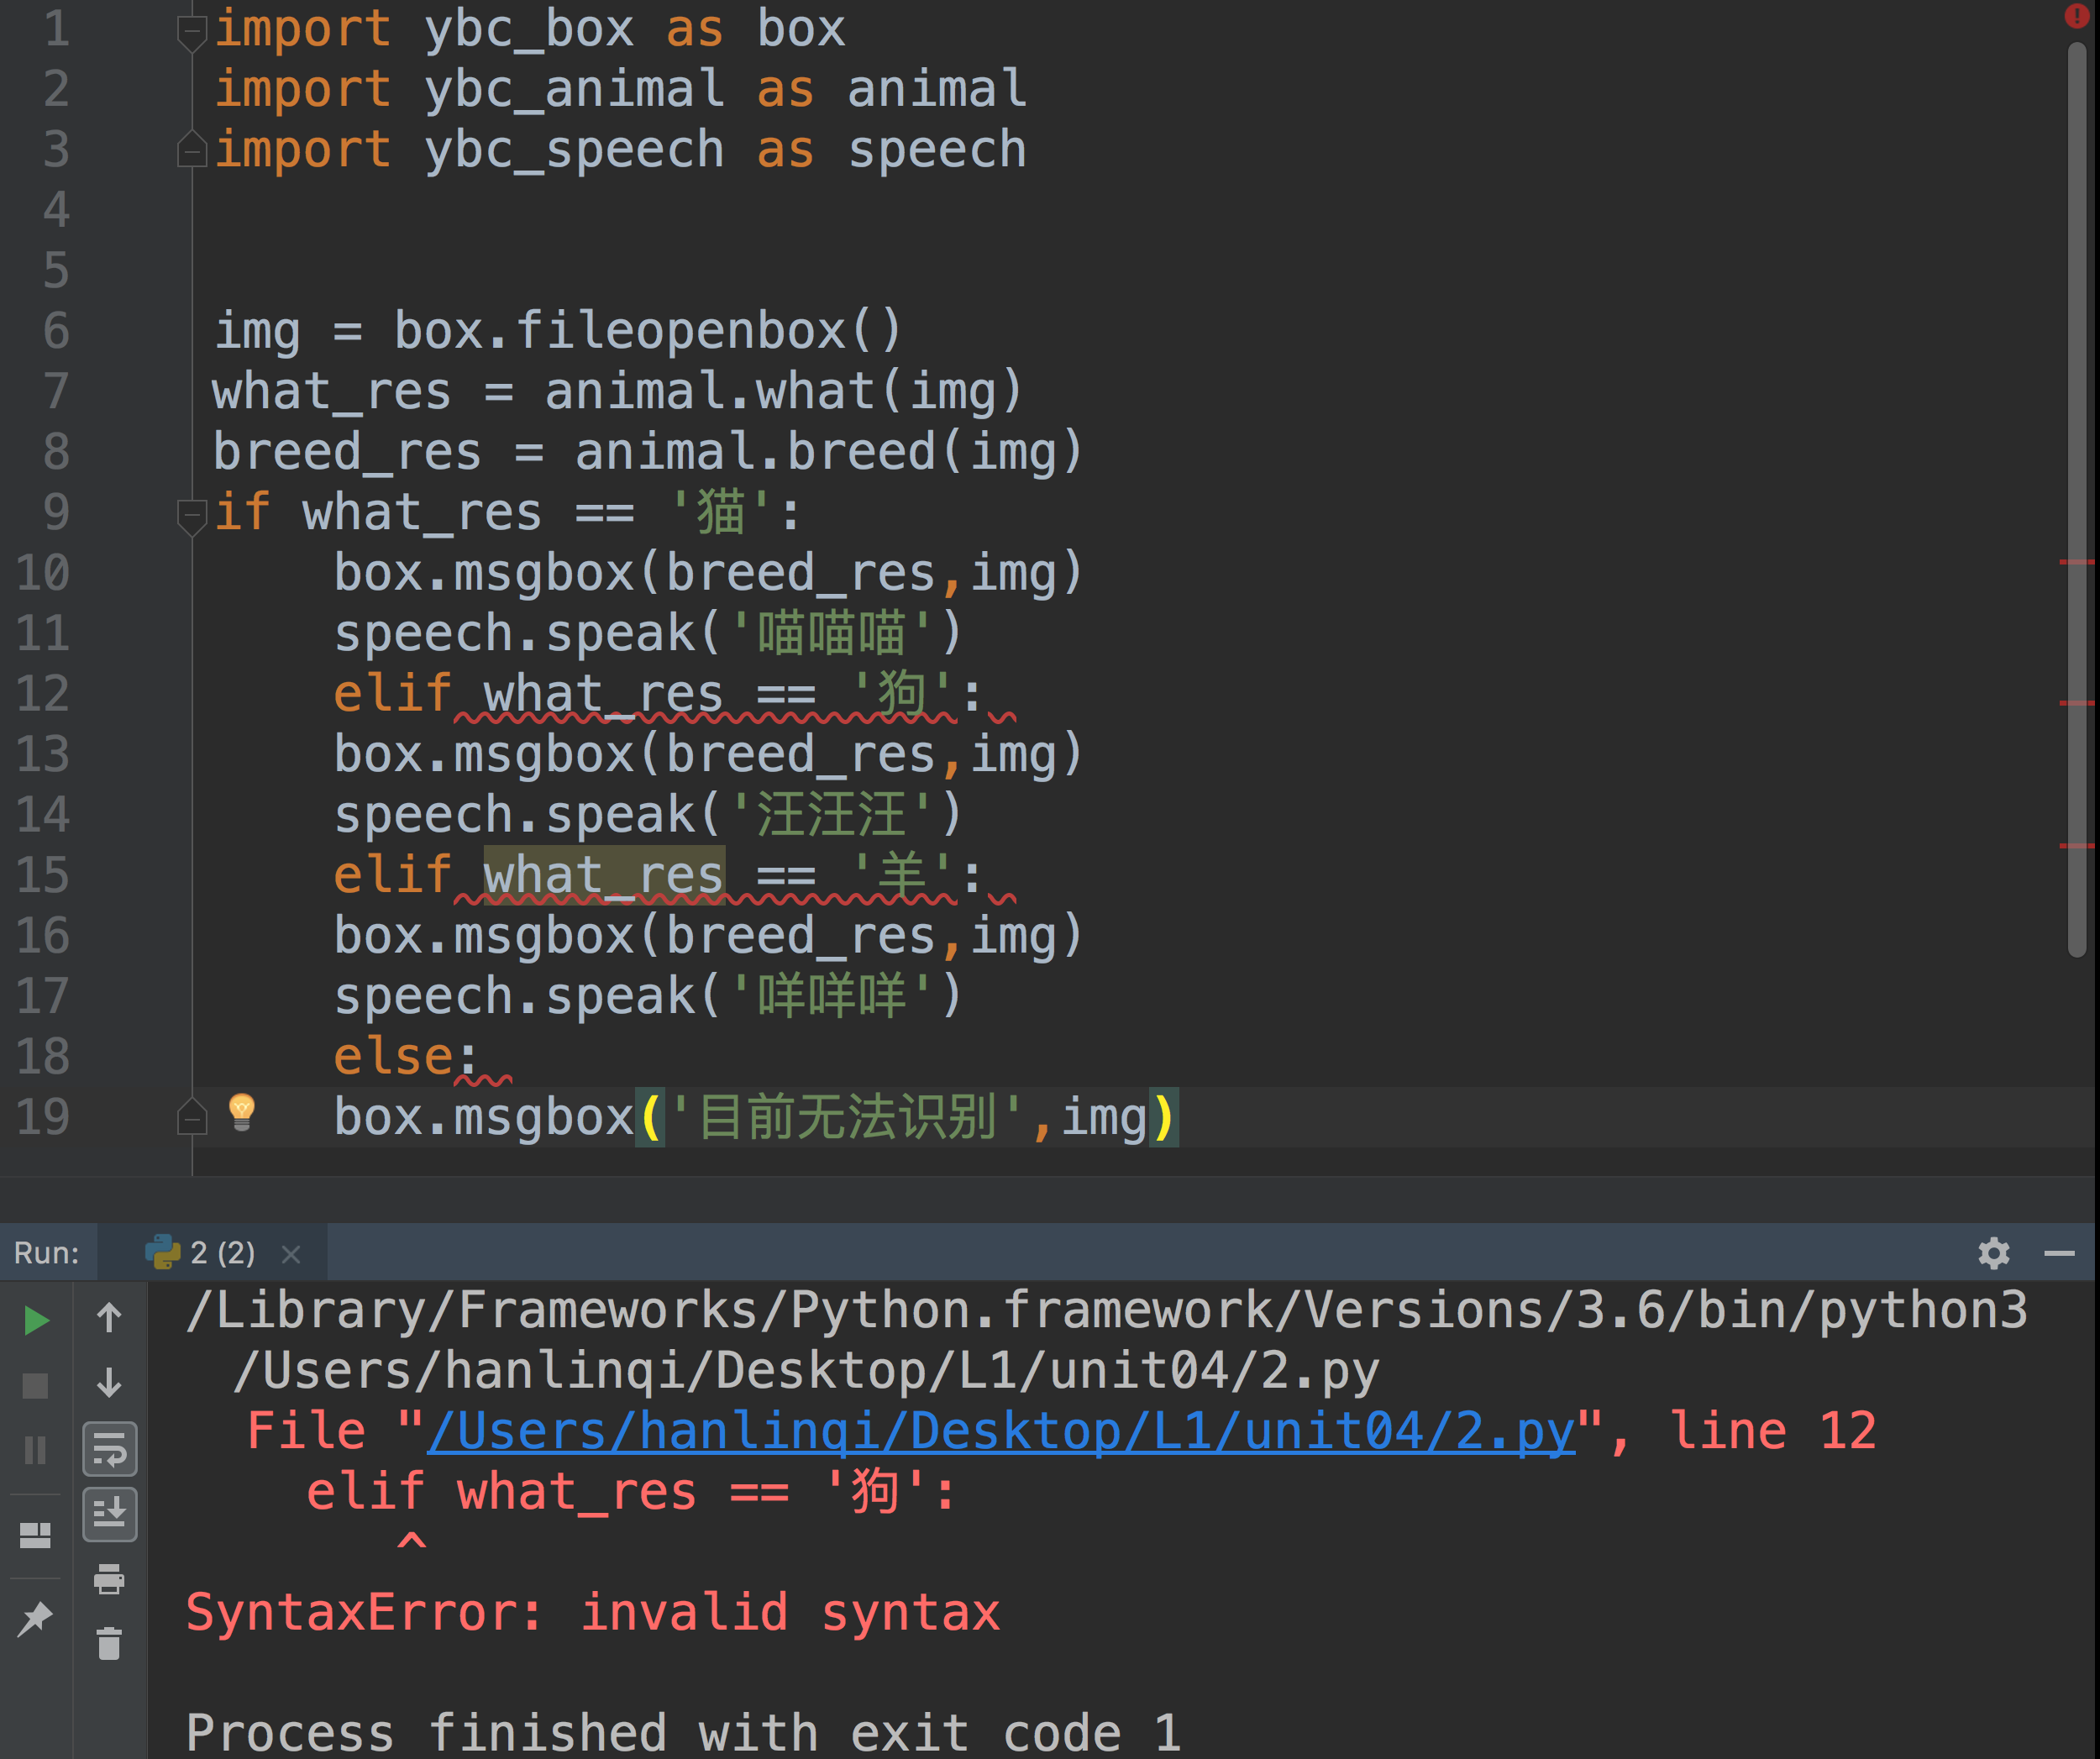 1 import ybc_box as box
2 import ybc_animal as animal
3 import ybc_speech as speech
4
5
6 img = box.fileopenbox()
7 what_res = animal.what(img)
8 breed_res = animal.breed(img)
9 if what_res == '猫':
10     box.msgbox(breed_res,img)
11     speech.speak('喵喵喵')
12     elif what_res == '狗':
13     box.msgbox(breed_res,img)
14     speech.speak('汪汪汪')
15     elif what_res == '羊':
16     box.msgbox(breed_res,img)
17     speech.speak('咩咩咩')
18     else:
19     box.msgbox('目前无法识别',img)
Run: 2 (2)
/Library/Frameworks/Python.framework/Versions/3.6/bin/python3
/Users/hanlinqi/Desktop/L1/unit04/2.py
File "/Users/hanlinqi/Desktop/L1/unit04/2.py", line 12
elif what_res == '狗':
^
SyntaxError: invalid syntax
Process finished with exit code 1